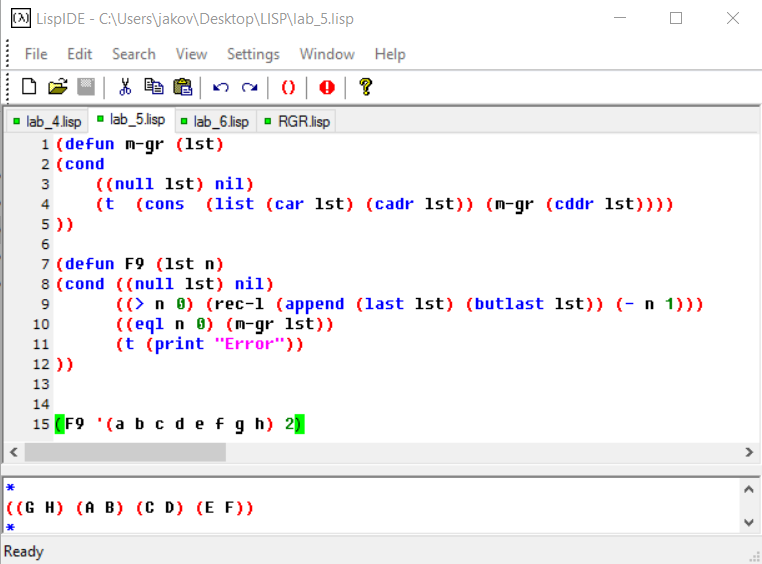 LispIDE - C:\Users\jakov\Desktop\LISP\lab_5.lisp
File Edit Search View Settings Window Help
lab_4.lisp lab_5.lisp lab_6.lisp RGR.lisp
1 (defun m-gr (lst)
2 (cond
3     ((null lst) nil)
4     (t  (cons  (list (car lst) (cadr lst)) (m-gr (cddr lst))))
5 ))
6
7 (defun F9 (lst n)
8 (cond ((null lst) nil)
9       ((> n 0) (rec-l (append (last lst) (butlast lst)) (- n 1)))
10       ((eql n 0) (m-gr lst))
11       (t (print "Error"))
12 ))
13
14
15 (F9 '(a b c d e f g h) 2)
*
((G H) (A B) (C D) (E F))
*
Ready